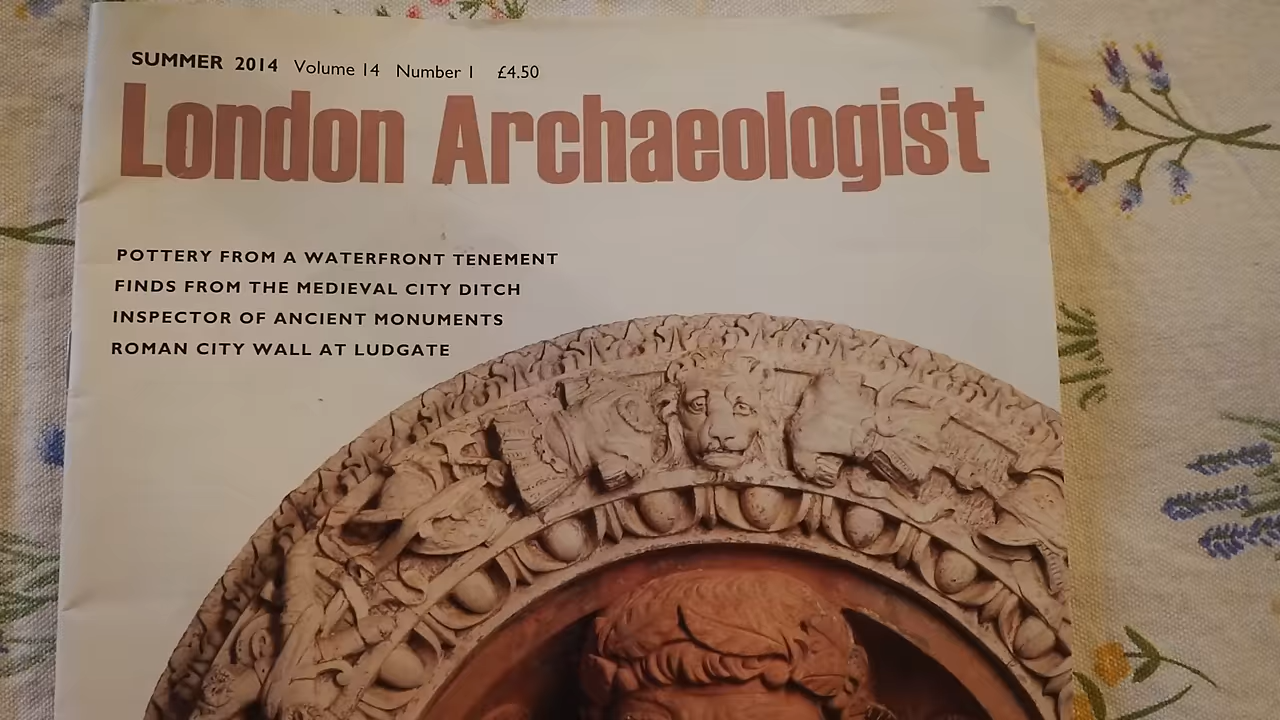 SUMMER 2014 Volume 14 Number 1 £4.50
London Archaeologist
POTTERY FROM A WATERFRONT TENEMENT
FINDS FROM THE MEDIEVAL CITY DITCH
INSPECTOR OF ANCIENT MONUMENTS
ROMAN CITY WALL AT LUDGATE